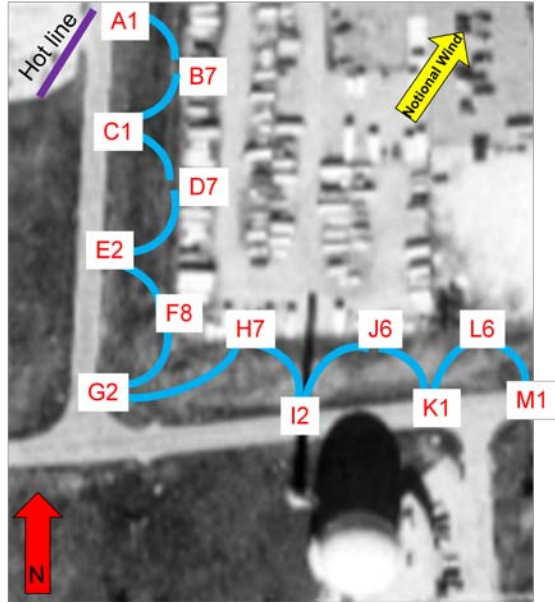 A1
Hot line
B7
Notional Wind
C1
D7
E2
F8
H7
J6
L6
G2
I2
K1
M1
N